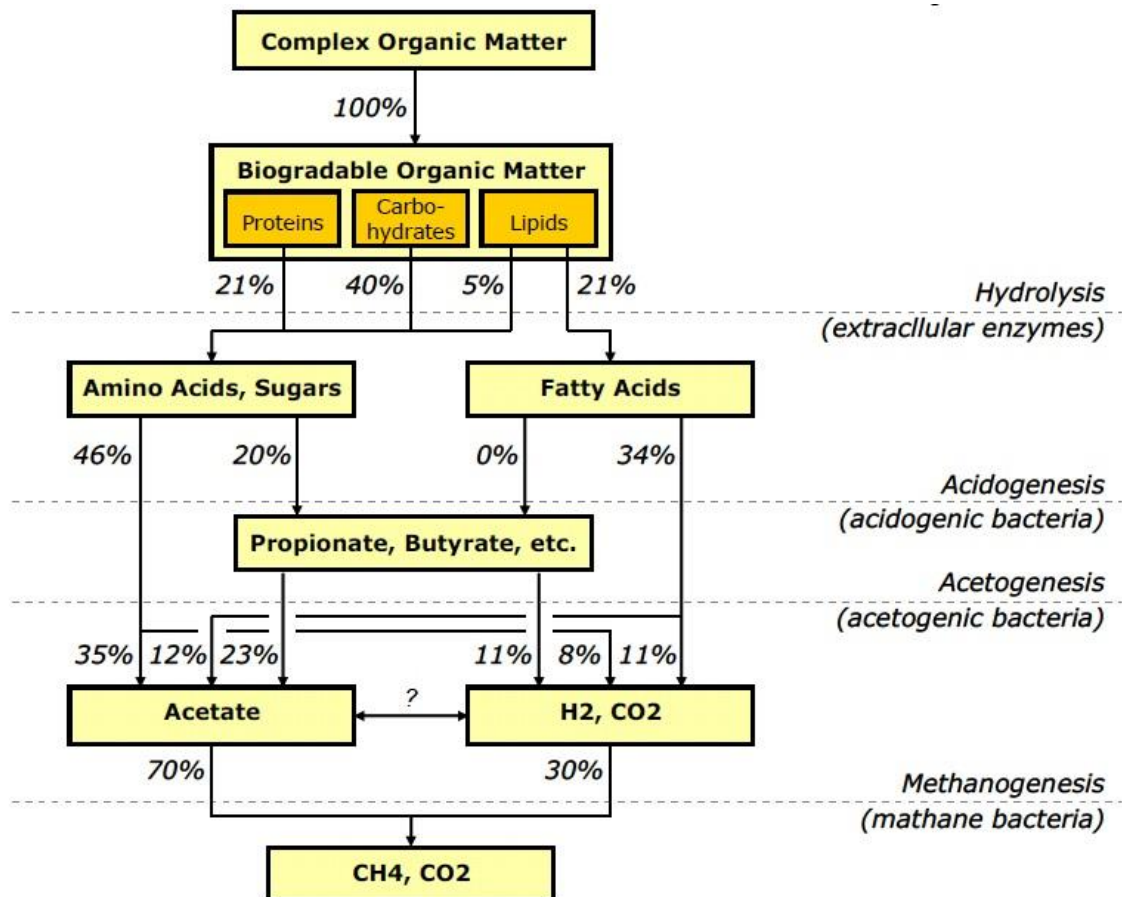 Complex Organic Matter
100%
Biogradable Organic Matter
Proteins
Carbo-
hydrates
Lipids
21% 40% 5% 21%
Hydrolysis
(extracllular enzymes)
Amino Acids, Sugars
Fatty Acids
46% 20% 0% 34%
Acidogenesis
(acidogenic bacteria)
Propionate, Butyrate, etc.
Acetogenesis
(acetogenic bacteria)
35% 12% 23% 11% 8% 11%
Acetate
?
H2, CO2
70% 30%
Methanogenesis
(mathane bacteria)
CH4, CO2